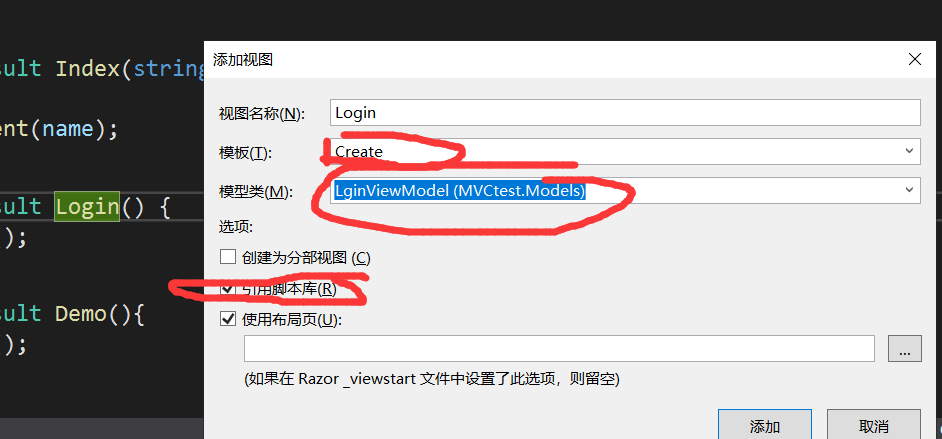 sult Index(string
添加视图
视图名称(N):
Login
ent(name);
模板(T):
Create
sult Login() {
模型类(M):
LginViewModel (MVCtest.Models)
);
选项:
创建为分部视图 (C)
引用脚本库(R)
sult Demo(){
使用布局页(U):
);
...
(如果在 Razor _viewstart 文件中设置了此选项，则留空)
添加
取消